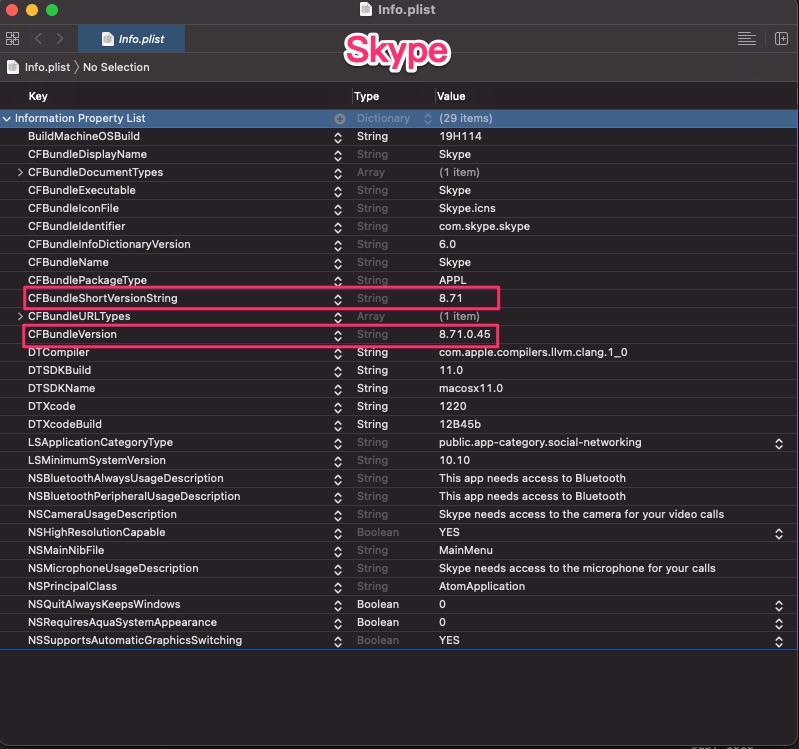 Info.plist
Info.plist
Skype
Info.plist No Selection
Key Type Value
Information Property List Dictionary (29 items)
BuildMachineOSBuild String 19H114
CFBundleDisplayName String Skype
CFBundleDocumentTypes Array (1 item)
CFBundleExecutable String Skype
CFBundleIconFile String Skype.icns
CFBundleIdentifier String com.skype.skype
CFBundleInfoDictionaryVersion String 6.0
CFBundleName String Skype
CFBundlePackageType String APPL
CFBundleShortVersionString String 8.71
CFBundleURLTypes Array (1 item)
CFBundleVersion String 8.71.0.45
DTCompiler String com.apple.compilers.llvm.clang.1_0
DTSDKBuild String 11.0
DTSDKName String macosx11.0
DTXcode String 1220
DTXcodeBuild String 12B45b
LSApplicationCategoryType String public.app-category.social-networking
LSMinimumSystemVersion String 10.10
NSBluetoothAlwaysUsageDescription String This app needs access to Bluetooth
NSBluetoothPeripheralUsageDescription String This app needs access to Bluetooth
NSCameraUsageDescription String Skype needs access to the camera for your video calls
NSHighResolutionCapable Boolean YES
NSMainNibFile String MainMenu
NSMicrophoneUsageDescription String Skype needs access to the microphone for your calls
NSPrincipalClass String AtomApplication
NSQuitAlwaysKeepsWindows Boolean 0
NSRequiresAquaSystemAppearance Boolean 0
NSSupportsAutomaticGraphicsSwitching Boolean YES